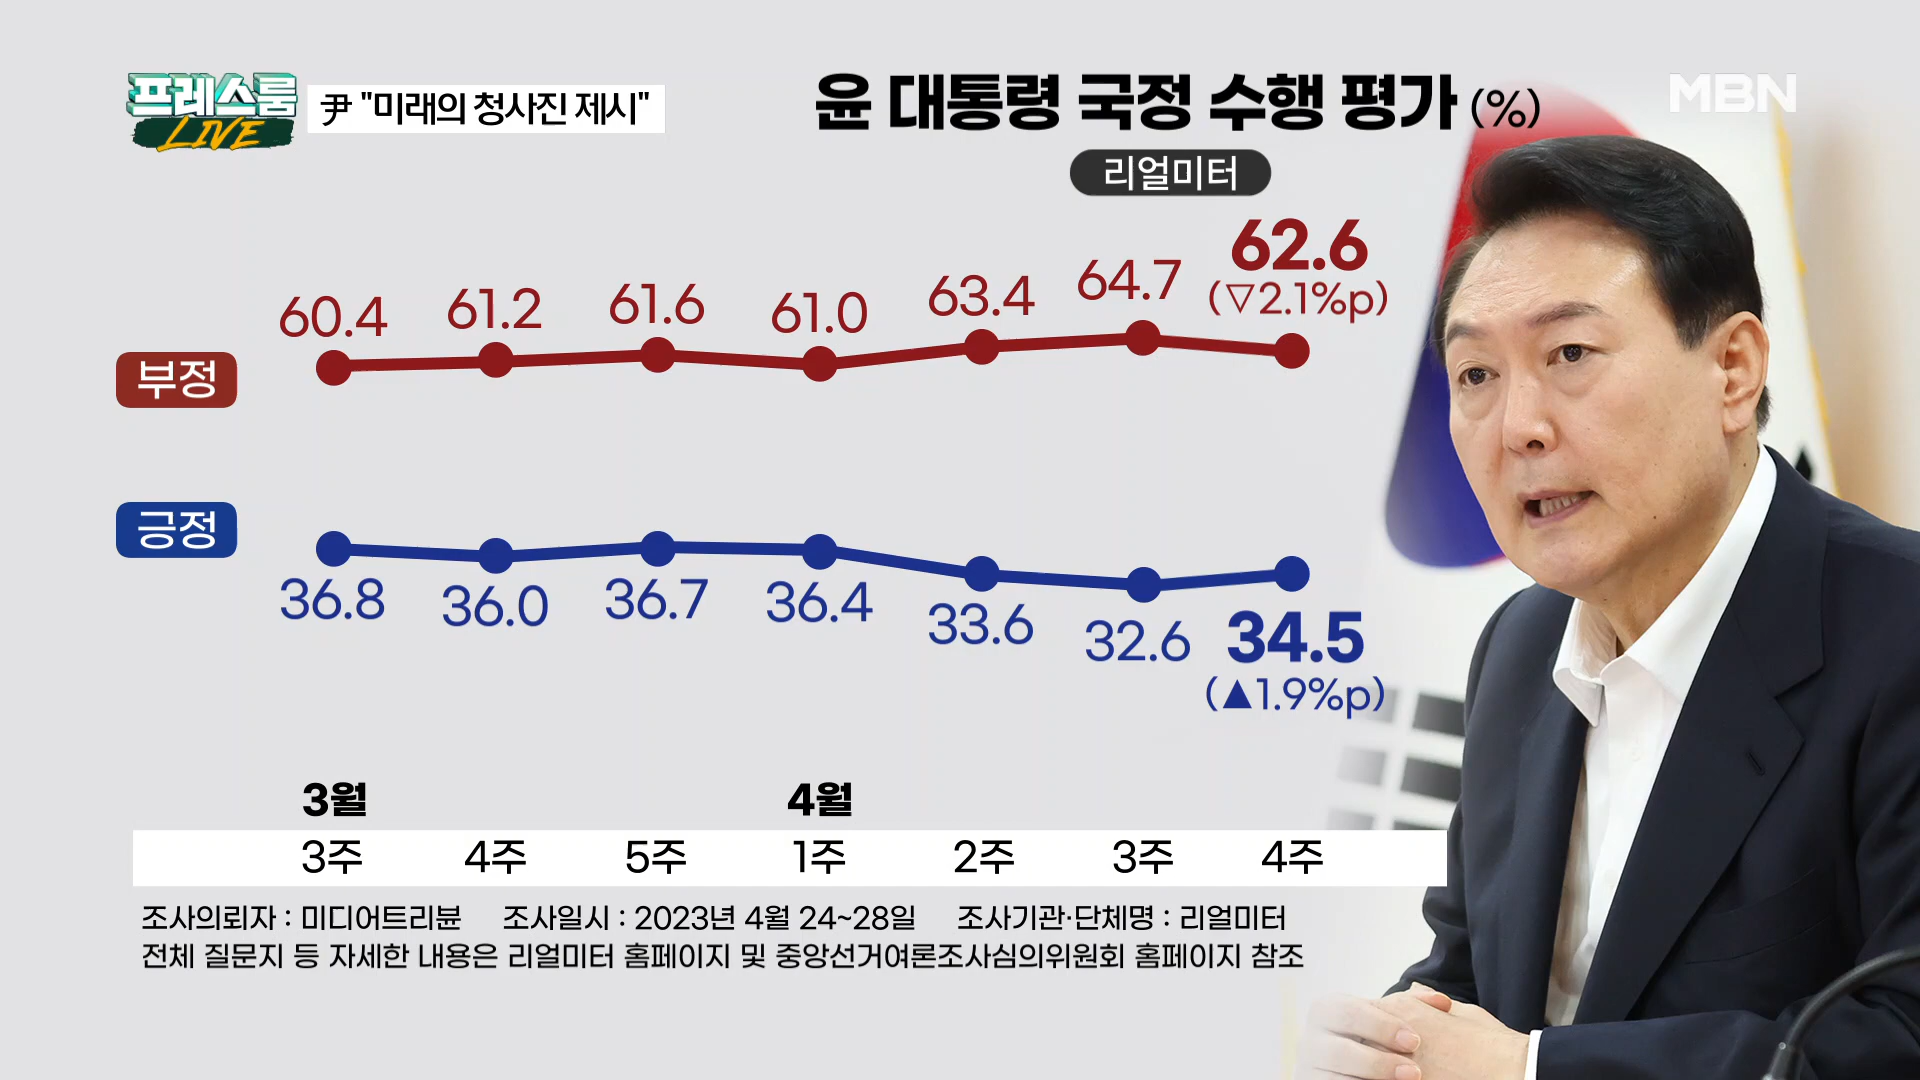 프레스룸
LIVE
尹 "미래의 청사진 제시"
윤 대통령 국정 수행 평가 (%)
MBN
리얼미터
부정
60.4 61.2 61.6 61.0 63.4 64.7 62.6
(▽2.1%p)
긍정
36.8 36.0 36.7 36.4 33.6 32.6 34.5
(▲1.9%p)
3월 4월
3주 4주 5주 1주 2주 3주 4주
조사의뢰자 : 미디어트리뷴 조사일시 : 2023년 4월 24~28일 조사기관·단체명 : 리얼미터
전체 질문지 등 자세한 내용은 리얼미터 홈페이지 및 중앙선거여론조사심의위원회 홈페이지 참조